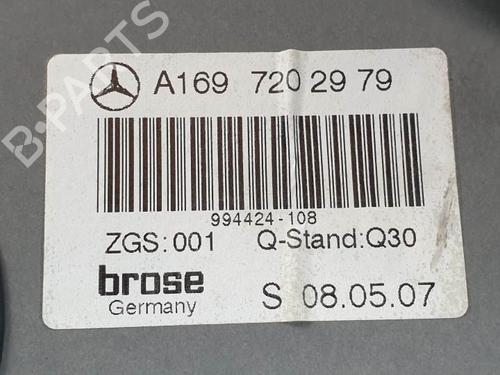 B-PARTS
A169 720 29 79
994424-108
ZGS:001 Q-Stand:Q30
brose
Germany
S 08.05.07